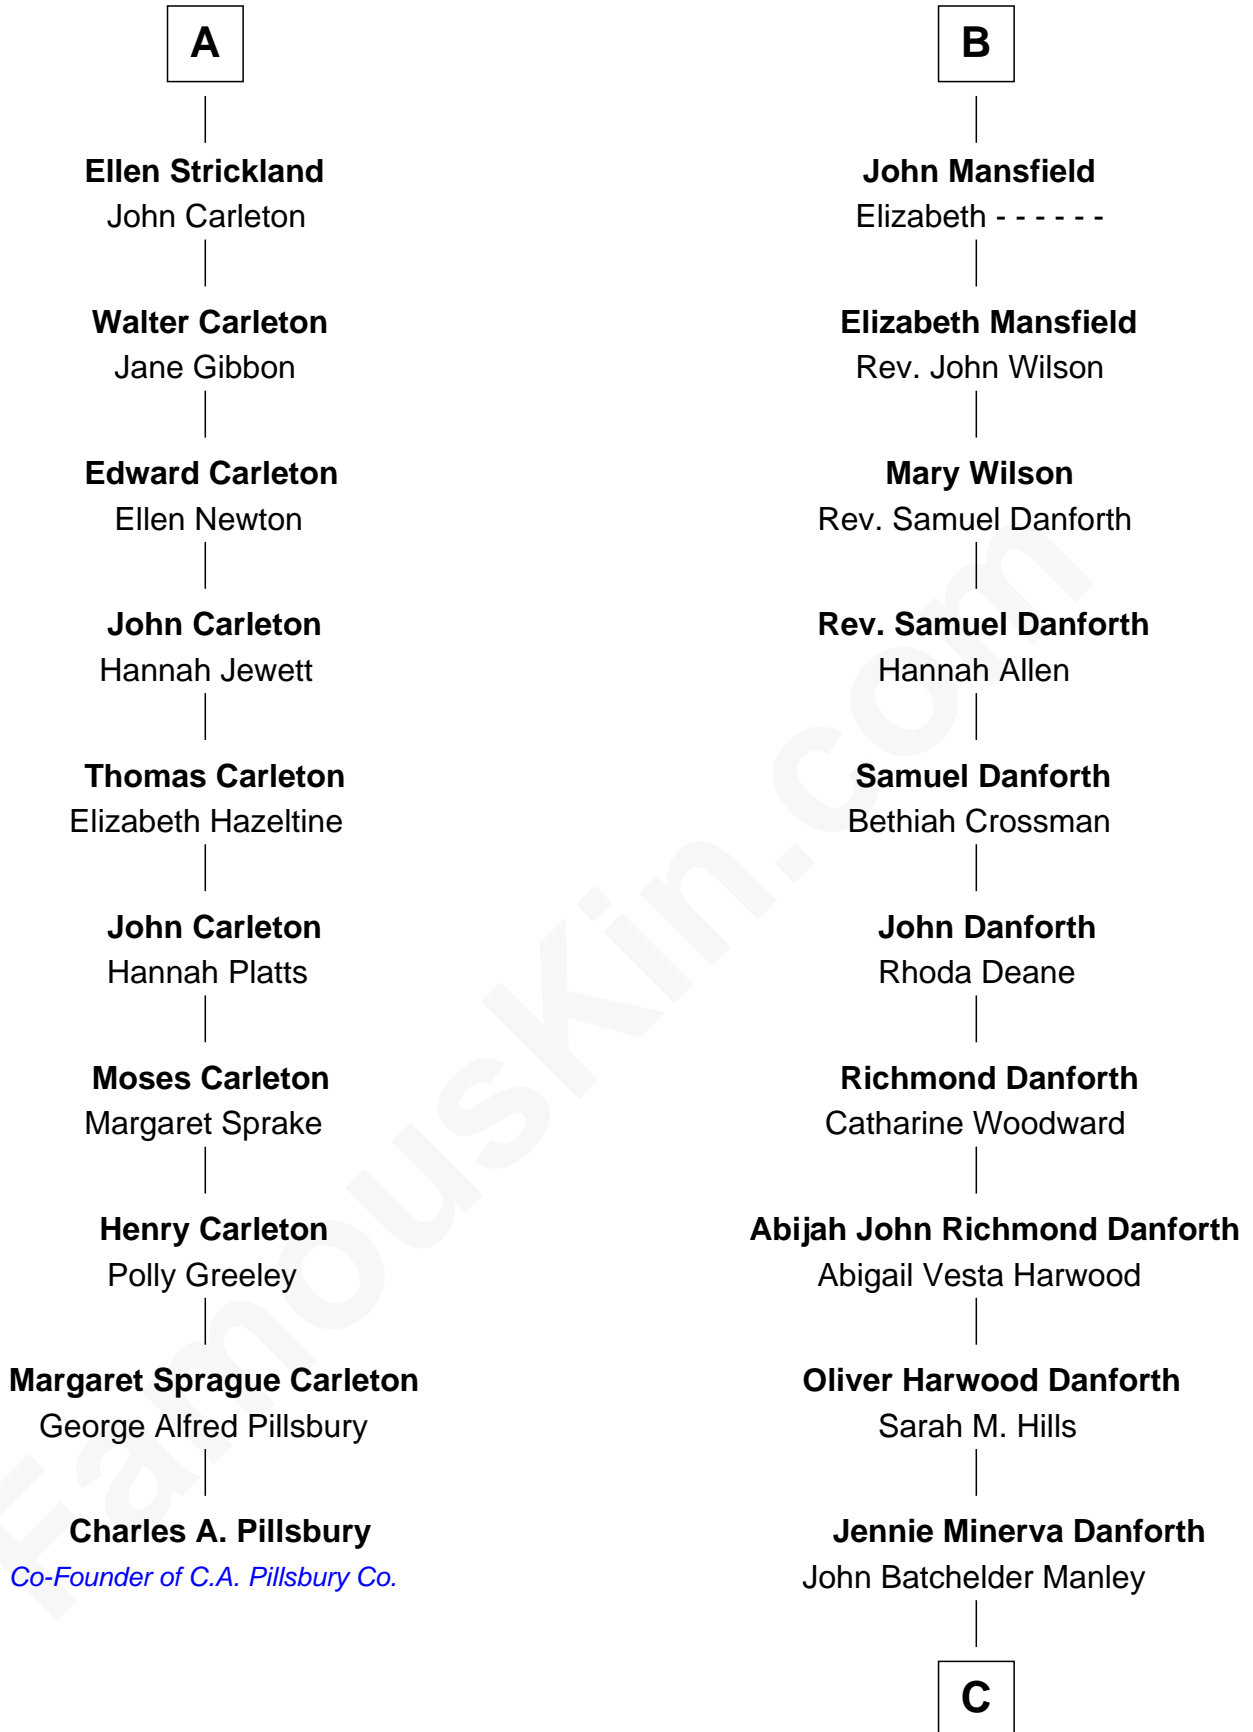 A
Ellen Strickland
John Carleton
Walter Carleton
Jane Gibbon
Edward Carleton
Ellen Newton
John Carleton
Hannah Jewett
Thomas Carleton
Elizabeth Hazeltine
John Carleton
Hannah Platts
Moses Carleton
Margaret Sprake
Henry Carleton
Polly Greeley
Margaret Sprague Carleton
George Alfred Pillsbury
Charles A. Pillsbury
Co-Founder of C.A. Pillsbury Co.
B
John Mansfield
Elizabeth - - - - - -
Elizabeth Mansfield
Rev. John Wilson
Mary Wilson
Rev. Samuel Danforth
Rev. Samuel Danforth
Hannah Allen
Samuel Danforth
Bethiah Crossman
John Danforth
Rhoda Deane
Richmond Danforth
Catharine Woodward
Abijah John Richmond Danforth
Abigail Vesta Harwood
Oliver Harwood Danforth
Sarah M. Hills
Jennie Minerva Danforth
John Batchelder Manley
C
FamousKin.com